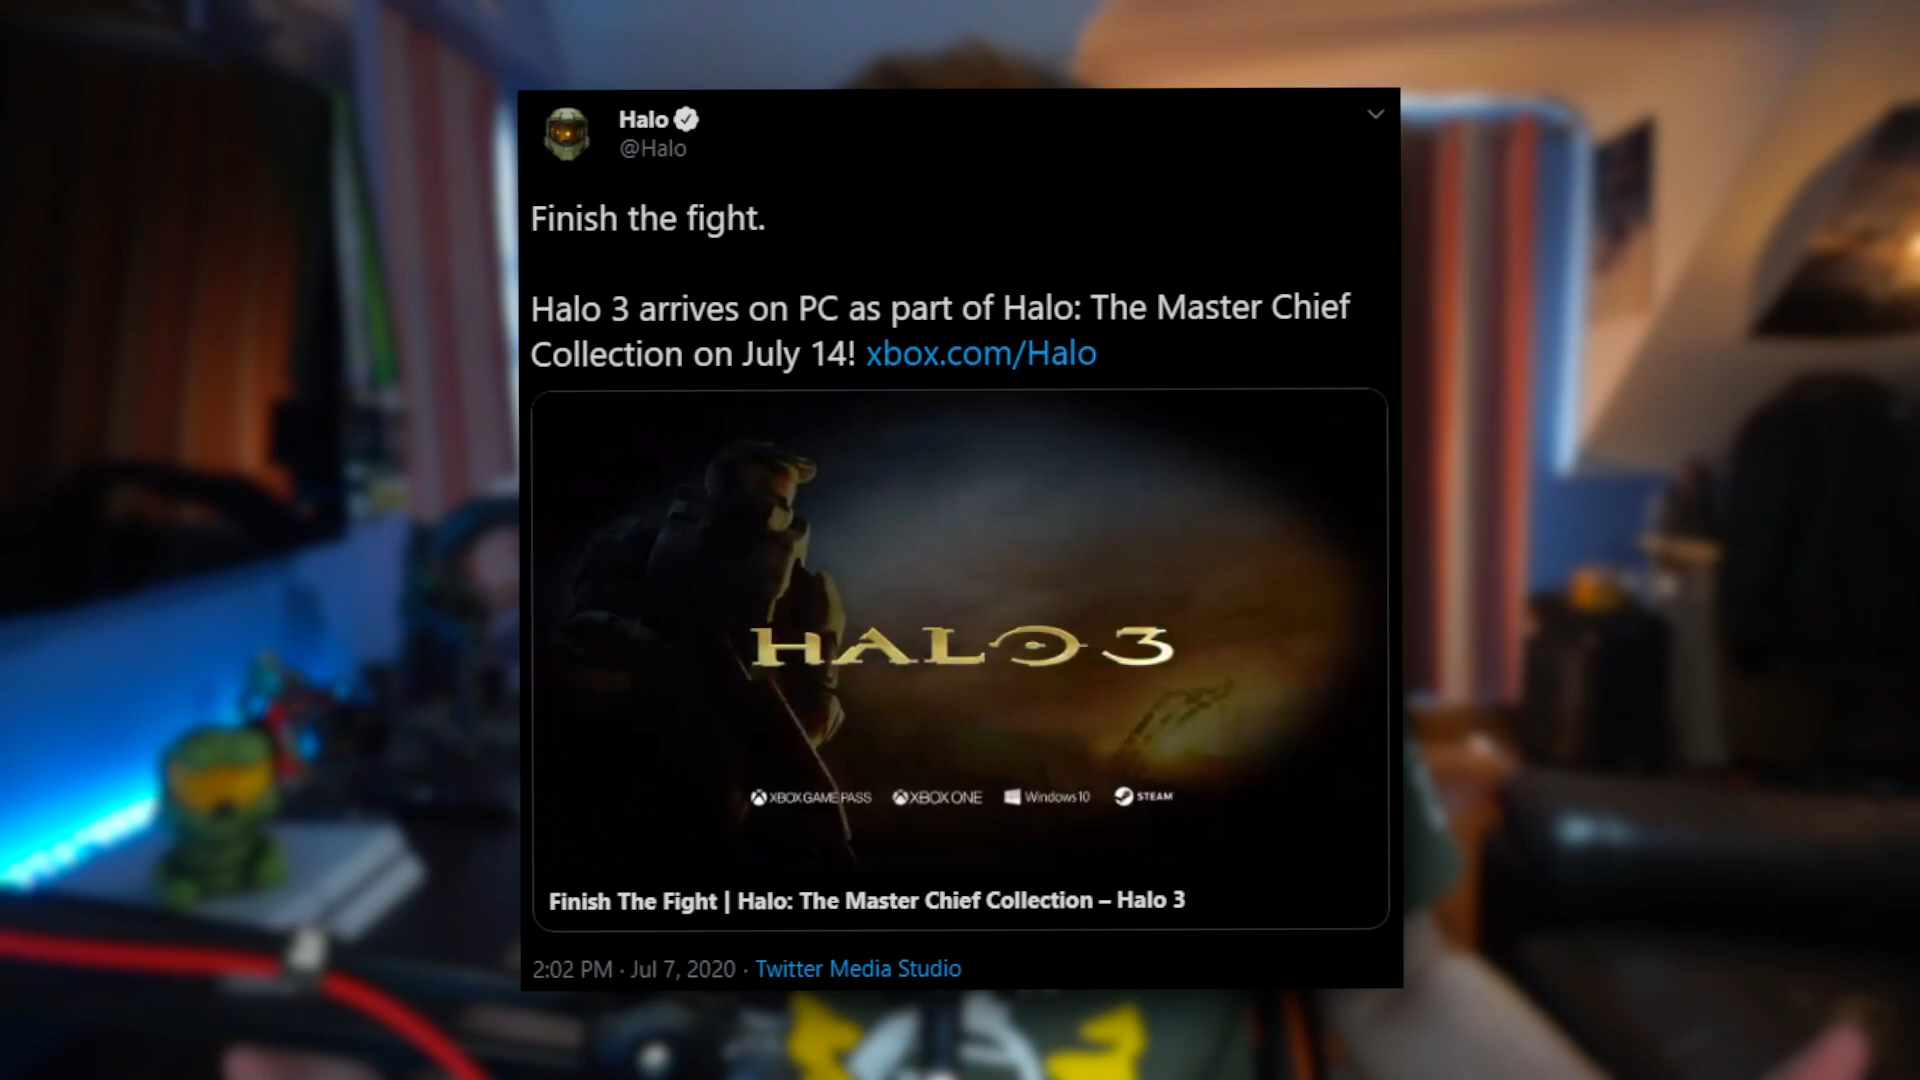 Halo
@Halo
Finish the fight.
Halo 3 arrives on PC as part of Halo: The Master Chief
Collection on July 14! xbox.com/Halo
HALO 3
XBOX GAME PASS XBOX ONE Windows 10 STEAM
Finish The Fight | Halo: The Master Chief Collection – Halo 3
2:02 PM · Jul 7, 2020 · Twitter Media Studio